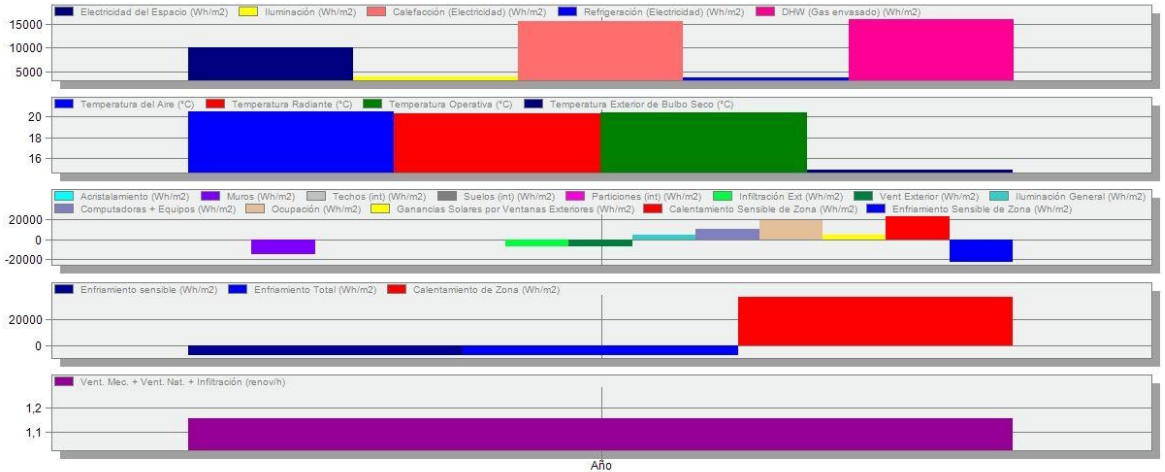 Electricidad del Espacio (Wh/m2) Iluminación (Wh/m2) Calefacción (Electricidad) (Wh/m2) Refrigeración (Electricidad) (Wh/m2) DHW (Gas envasado) (Wh/m2)
15000
10000
5000
Temperatura del Aire (°C) Temperatura Radiante (°C) Temperatura Operativa (°C) Temperatura Exterior de Bulbo Seco (°C)
20
18
16
Acristalamiento (Wh/m2) Muros (Wh/m2) Techos (int) (Wh/m2) Suelos (int) (Wh/m2) Particiones (int) (Wh/m2) Infiltración Ext (Wh/m2) Vent Exterior (Wh/m2) Iluminación General (Wh/m2)
Computadoras + Equipos (Wh/m2) Ocupación (Wh/m2) Ganancias Solares por Ventanas Exteriores (Wh/m2) Calentamiento Sensible de Zona (Wh/m2) Enfriamiento Sensible de Zona (Wh/m2)
20000
0
-20000
Enfriamiento sensible (Wh/m2) Enfriamiento Total (Wh/m2) Calentamiento de Zona (Wh/m2)
20000
0
Vent. Mec. + Vent. Nat. + Infiltración (renov/h)
1,2
1,1
Año